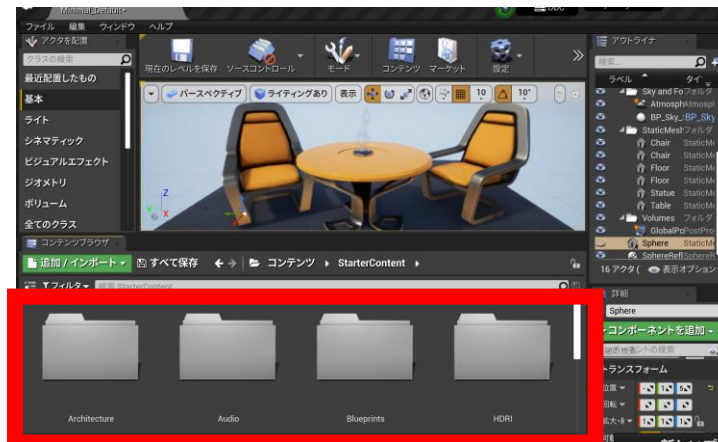 Minimal_Default*
DDC
ファイル 編集 ウィンドウ ヘルプ
アクタを配置
クラスの検索
最近配置したもの
基本
ライト
シネマティック
ビジュアルエフェクト
ジオメトリ
ボリューム
全てのクラス
現在のレベルを保存 ソースコントロール モード コンテンツ マーケット 設定
パースペクティブ ライティングあり 表示 10 10°
Z
Y X
アウトライナ
検索...
ラベル タイ
Sky and Fo フォルダ
Atmosph Atmosph
BP_Sky_ BP_Sky
StaticMesh フォルダ
Chair StaticMe
Chair StaticMe
Floor StaticMe
Floor StaticMe
Statue StaticMe
Table StaticMe
Volumes フォルダ
GlobalPo PostPro
Sphere StaticMe
SphereRefl SphereR
16 アクタ ( 表示オプション
コンテンツブラウザ
追加 / インポート すべて保存 コンテンツ StarterContent
フィルタ 検索 StarterContent
Architecture Audio Blueprints HDRI
詳細
Sphere
コンポーネントを追加
トランスフォーム
位置
回転
拡大・